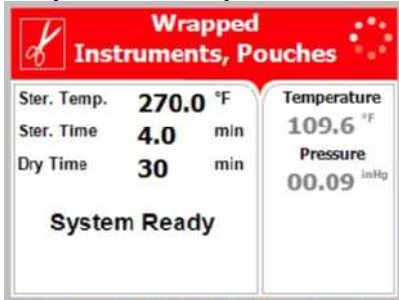 Wrapped
Instruments, Pouches
Ster. Temp. 270.0 °F
Ster. Time 4.0 min
Dry Time 30 min
System Ready
Temperature
109.6 °F
Pressure
00.09 inHg